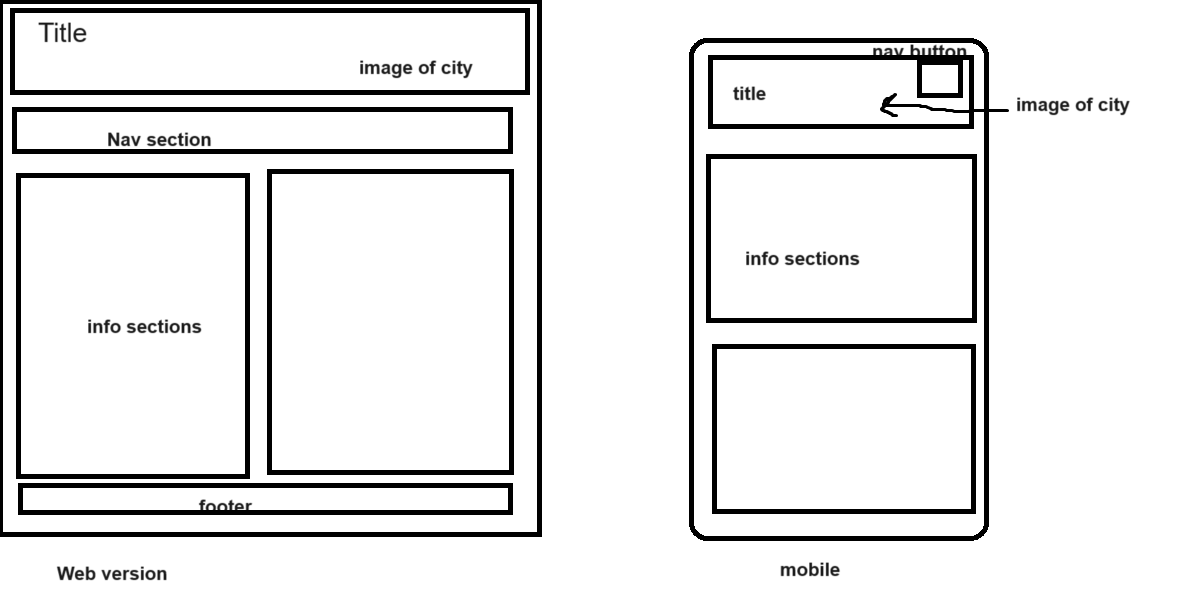 Title
image of city
Nav section
info sections
footer
Web version
nav button
title
image of city
info sections
mobile